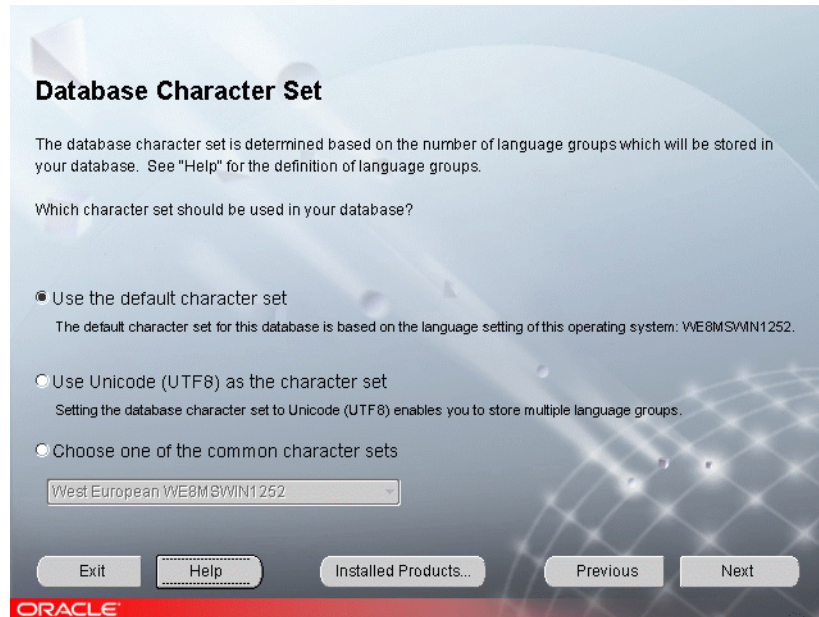 Database Character Set
The database character set is determined based on the number of language groups which will be stored in
your database. See "Help" for the definition of language groups.
Which character set should be used in your database?
Use the default character set
The default character set for this database is based on the language setting of this operating system: WE8MSWIN1252.
Use Unicode (UTF8) as the character set
Setting the database character set to Unicode (UTF8) enables you to store multiple language groups.
Choose one of the common character sets
West European WE8MSWIN1252
Exit Help Installed Products... Previous Next
ORACLE